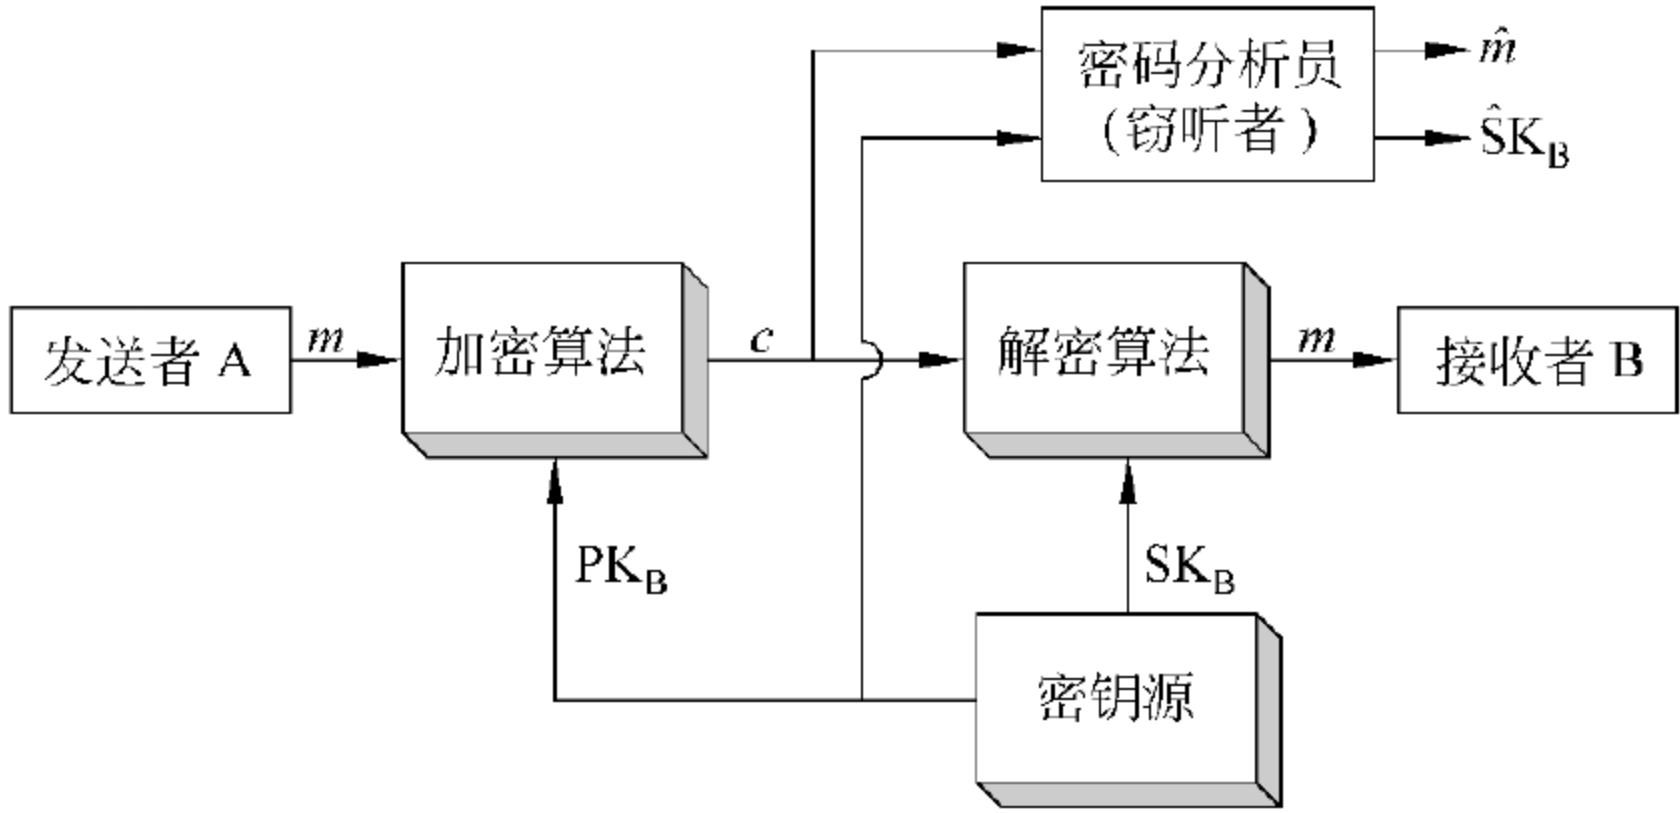 密码分析员
(窃听者)
m̂
ŜK_B
发送者 A
m
加密算法
c
解密算法
m
接收者 B
PK_B
SK_B
密钥源